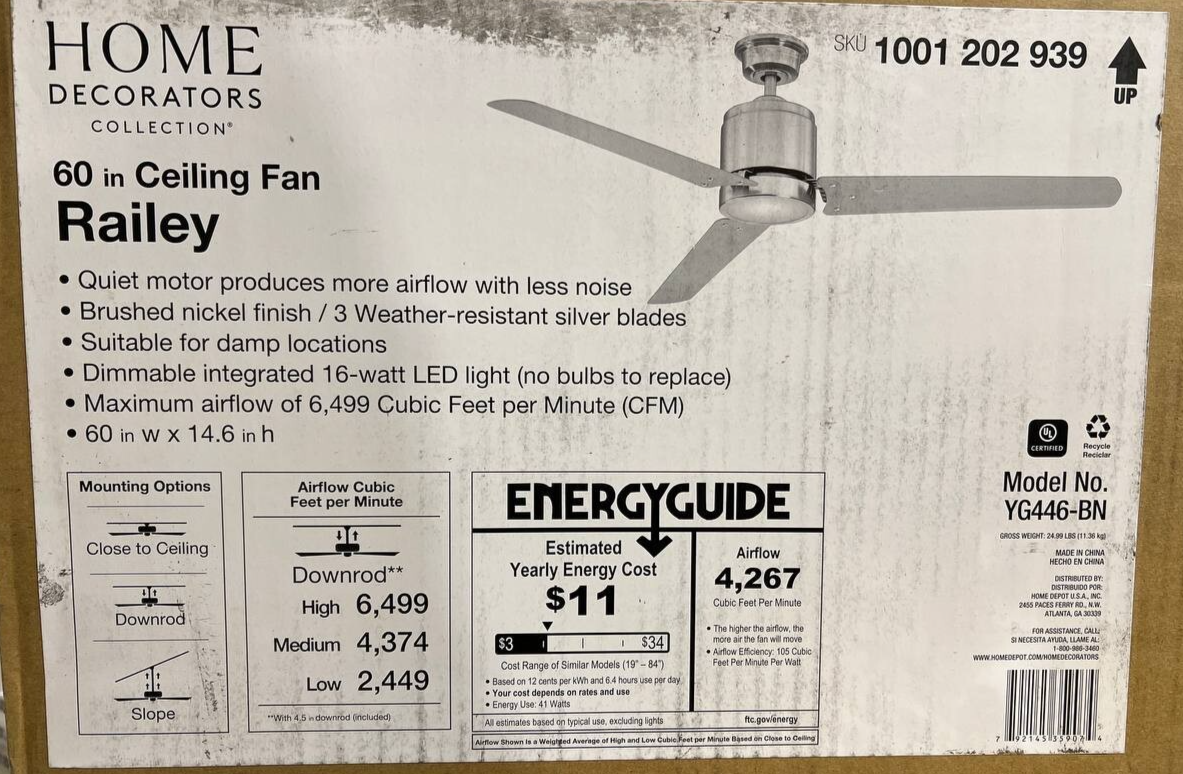 HOME
DECORATORS
COLLECTION®
SKU 1001 202 939
UP
60 in Ceiling Fan
Railey
• Quiet motor produces more airflow with less noise
• Brushed nickel finish / 3 Weather-resistant silver blades
• Suitable for damp locations
• Dimmable integrated 16-watt LED light (no bulbs to replace)
• Maximum airflow of 6,499 Cubic Feet per Minute (CFM)
• 60 in w x 14.6 in h
Mounting Options
Close to Ceiling
Downrod
Slope
Airflow Cubic
Feet per Minute
Downrod**
High 6,499
Medium 4,374
Low 2,449
**With 4.5 in downrod (included)
ENERGYGUIDE
Estimated
Yearly Energy Cost
$11
$3 $34
Cost Range of Similar Models (19" – 84")
• Based on 12 cents per kWh and 6.4 hours use per day
• Your cost depends on rates and use
• Energy Use: 41 Watts
Airflow
4,267
Cubic Feet Per Minute
• The higher the airflow, the
more air the fan will move
• Airflow Efficiency: 105 Cubic
Feet Per Minute Per Watt
All estimates based on typical use, excluding lights
ftc.gov/energy
Airflow Shown Is a Weighted Average of High and Low Cubic Feet per Minute Based on Close to Ceiling
UL
CERTIFIED
Recycle
Reciclar
Model No.
YG446-BN
GROSS WEIGHT: 24.99 LBS (11.36 kg)
MADE IN CHINA
HECHO EN CHINA
DISTRIBUTED BY:
DISTRIBUIDO POR:
HOME DEPOT U.S.A., INC.
2455 PACES FERRY RD., N.W.
ATLANTA, GA 30339
FOR ASSISTANCE, CALL:
SI NECESITA AYUDA, LLAME AL:
1-800-986-3460
WWW.HOMEDEPOT.COM/HOMEDECORATORS